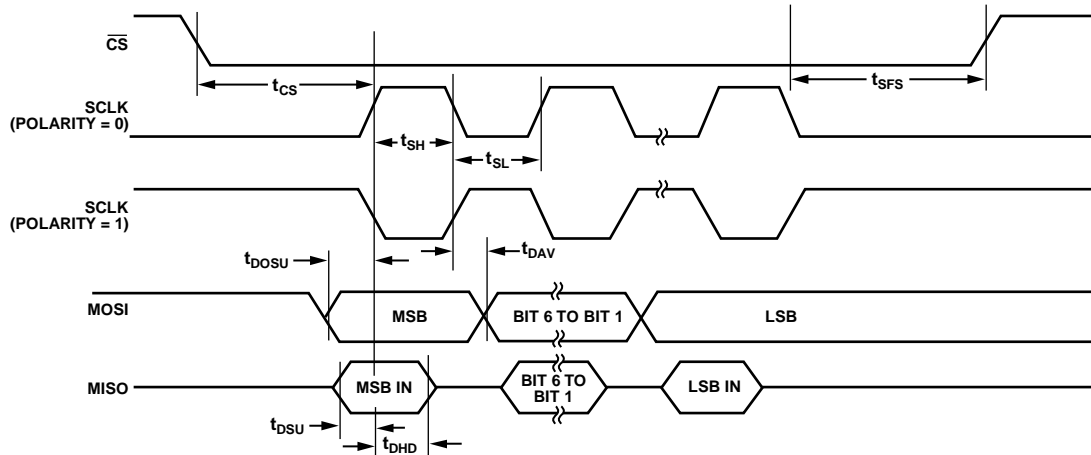 CS
tCS
tSFS
SCLK
(POLARITY = 0)
tSH
tSL
SCLK
(POLARITY = 1)
tDOSU
tDAV
MOSI
MSB
BIT 6 TO BIT 1
LSB
MISO
MSB IN
BIT 6 TO
BIT 1
LSB IN
tDSU
tDHD